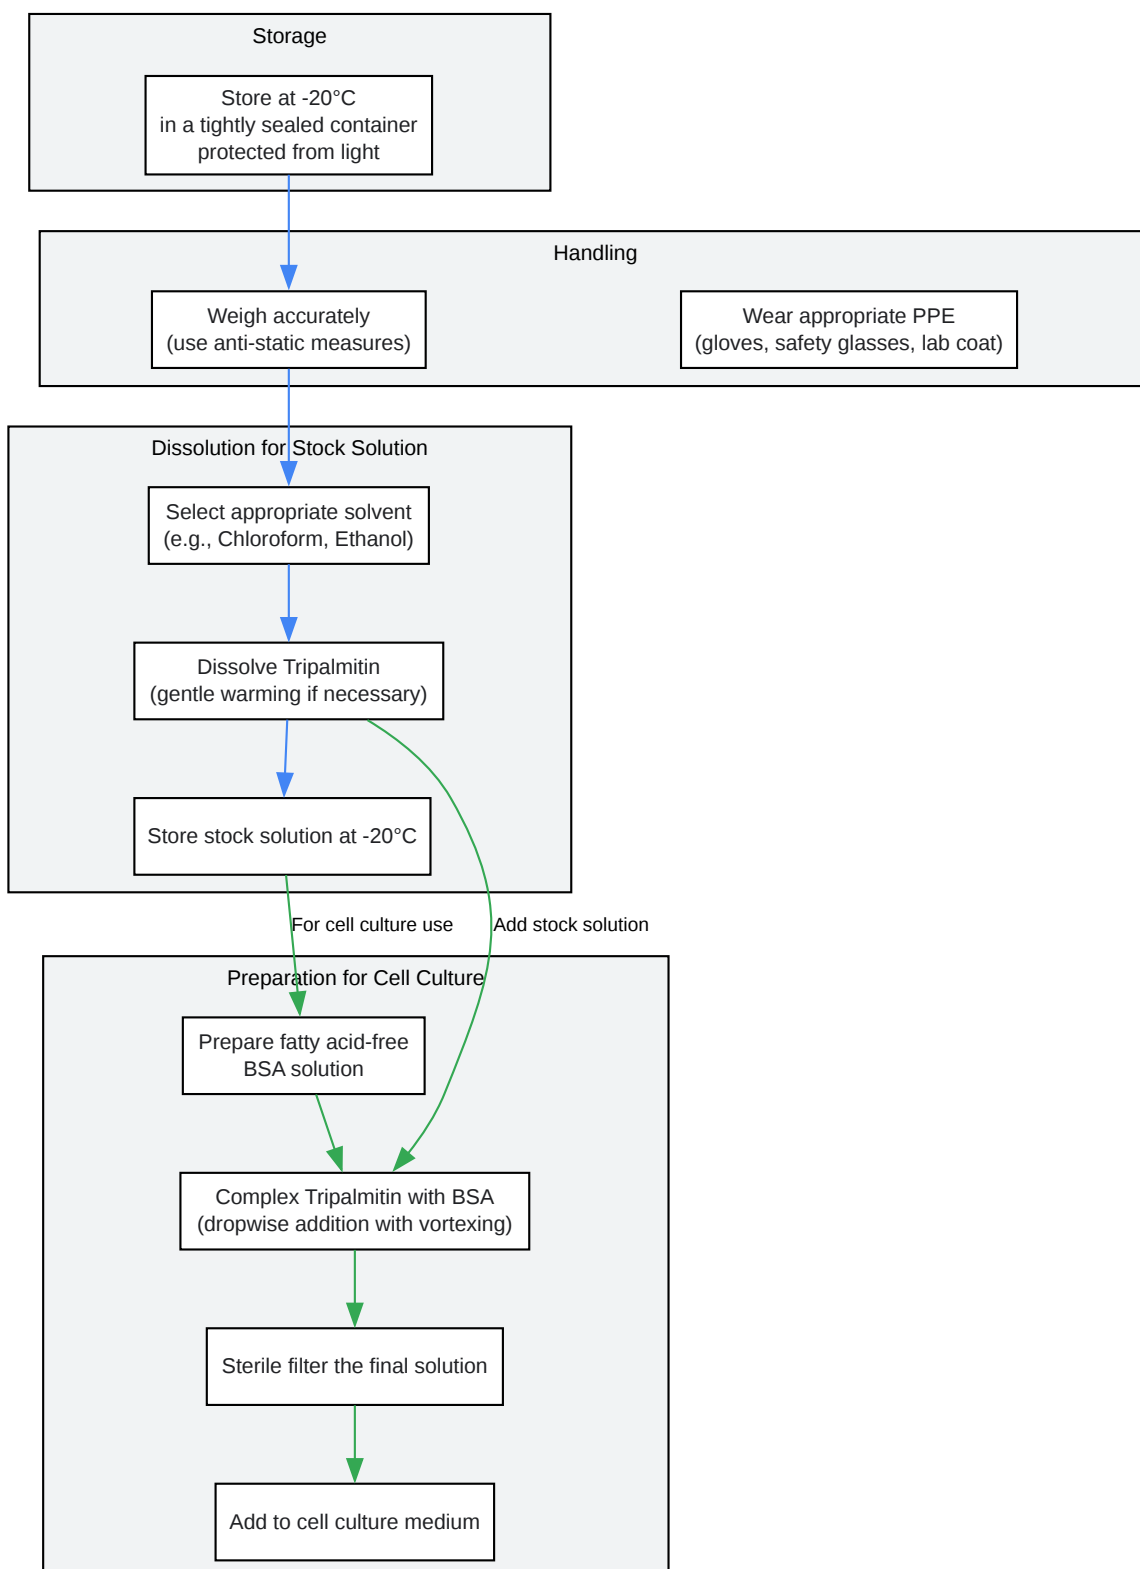 Storage
Store at -20°C
in a tightly sealed container
protected from light
Handling
Weigh accurately
(use anti-static measures)
Wear appropriate PPE
(gloves, safety glasses, lab coat)
Dissolution for Stock Solution
Select appropriate solvent
(e.g., Chloroform, Ethanol)
Dissolve Tripalmitin
(gentle warming if necessary)
Store stock solution at -20°C
For cell culture use
Add stock solution
Preparation for Cell Culture
Prepare fatty acid-free
BSA solution
Complex Tripalmitin with BSA
(dropwise addition with vortexing)
Sterile filter the final solution
Add to cell culture medium